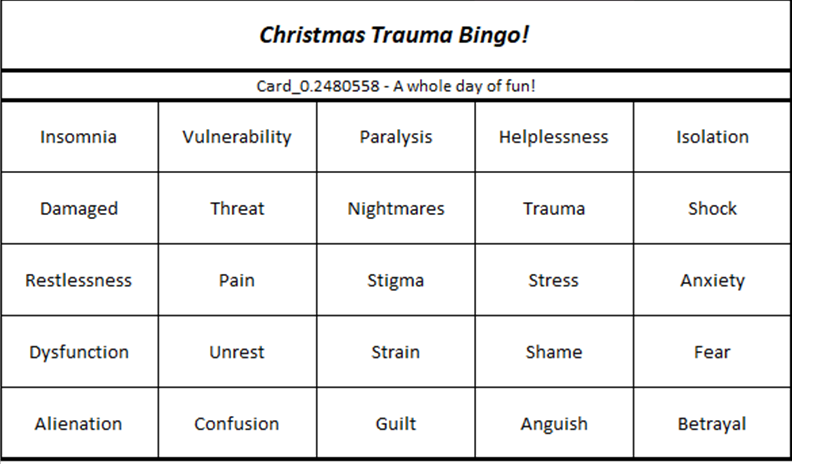 Christmas Trauma Bingo!
Card_0.2480558 - A whole day of fun!
Insomnia Vulnerability Paralysis Helplessness Isolation
Damaged Threat Nightmares Trauma Shock
Restlessness Pain Stigma Stress Anxiety
Dysfunction Unrest Strain Shame Fear
Alienation Confusion Guilt Anguish Betrayal